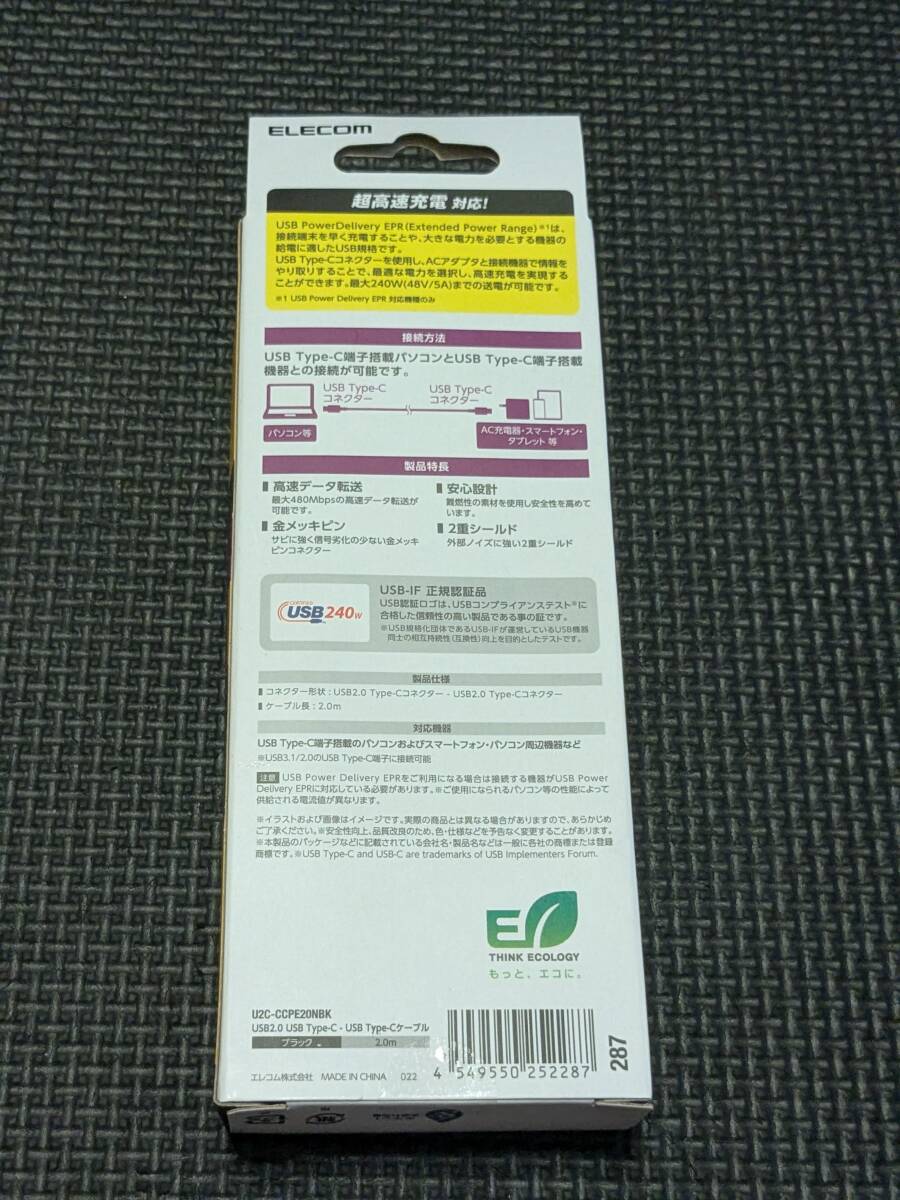 ELECOM
超高速充電 対応!
USB PowerDelivery EPR(Extended Power Range)※1は、
接続端末を早く充電することや、大きな電力を必要とする機器の
給電に適したUSB規格です。
USB Type-Cコネクターを使用し、ACアダプタと接続機器で情報を
やり取りすることで、最適な電力を選択し、高速充電を実現する
ことができます。最大240W(48V/5A)までの送電が可能です。
※1 USB Power Delivery EPR 対応機種のみ
接続方法
USB Type-C端子搭載パソコンとUSB Type-C端子搭載
機器との接続が可能です。
USB Type-C
コネクター
USB Type-C
コネクター
パソコン等
AC充電器・スマートフォン・
タブレット 等
製品特長
高速データ転送
最大480Mbpsの高速データ転送が
可能です。
安心設計
難燃性の素材を使用し安全性を高めて
います。
金メッキピン
サビに強く信号劣化の少ない金メッキ
ピンコネクター
2重シールド
外部ノイズに強い2重シールド
CERTIFIED
USB 240W
USB-IF 正規認証品
USB認証ロゴは、USBコンプライアンステスト※に
合格した信頼性の高い製品である事の証です。
※USB規格化団体であるUSB-IFが運営しているUSB機器
同士の相互持続性(互換性)向上を目的としたテストです。
製品仕様
コネクター形状:USB2.0 Type-Cコネクター - USB2.0 Type-Cコネクター
ケーブル長:2.0m
対応機器
USB Type-C端子搭載のパソコンおよびスマートフォン・パソコン周辺機器など
※USB3.1/2.0のUSB Type-C端子に接続可能
注意 USB Power Delivery EPRをご利用になる場合は接続する機器がUSB Power
Delivery EPRに対応している必要があります。※ご使用になられるパソコン等の性能によって
供給される電流値が異なります。
※イラストおよび画像はイメージです。実際の商品とは異なる場合がありますので、あらかじめ
ご了承ください。※安全性向上、品質改良のため、色・仕様などを予告なく変更することがあります。
※本製品のパッケージなどに記載されている会社名・製品名などは一般に各社の商標または登録
商標です。※USB Type-C and USB-C are trademarks of USB Implementers Forum.
THINK ECOLOGY
もっと、エコに。
U2C-CCPE20NBK
USB2.0 USB Type-C - USB Type-Cケーブル
ブラック 2.0m
エレコム株式会社 MADE IN CHINA 022
4 549550 252287
287